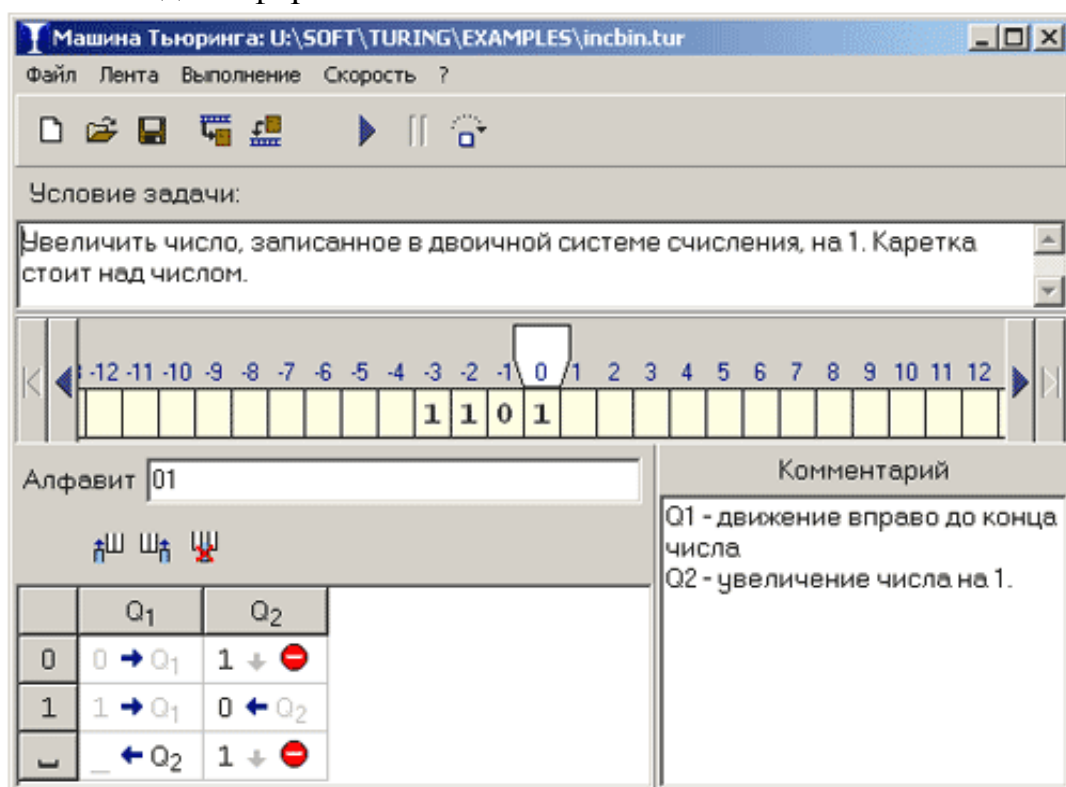 Машина Тьюринга: U:\SOFT\TURING\EXAMPLES\incbin.tur
Файл Лента Выполнение Скорость ?
Условие задачи:
Увеличить число, записанное в двоичной системе счисления, на 1. Каретка
стоит над числом.
-12 -11 -10 -9 -8 -7 -6 -5 -4 -3 -2 -1 0 1 2 3 4 5 6 7 8 9 10 11 12
1 1 0 1
Алфавит 01
Комментарий
Q1 - движение вправо до конца
числа
Q2 - увеличение числа на 1.
Q1 Q2
0 0 → Q1 1 ↓
1 1 → Q1 0 ← Q2
␣ _ ← Q2 1 ↓